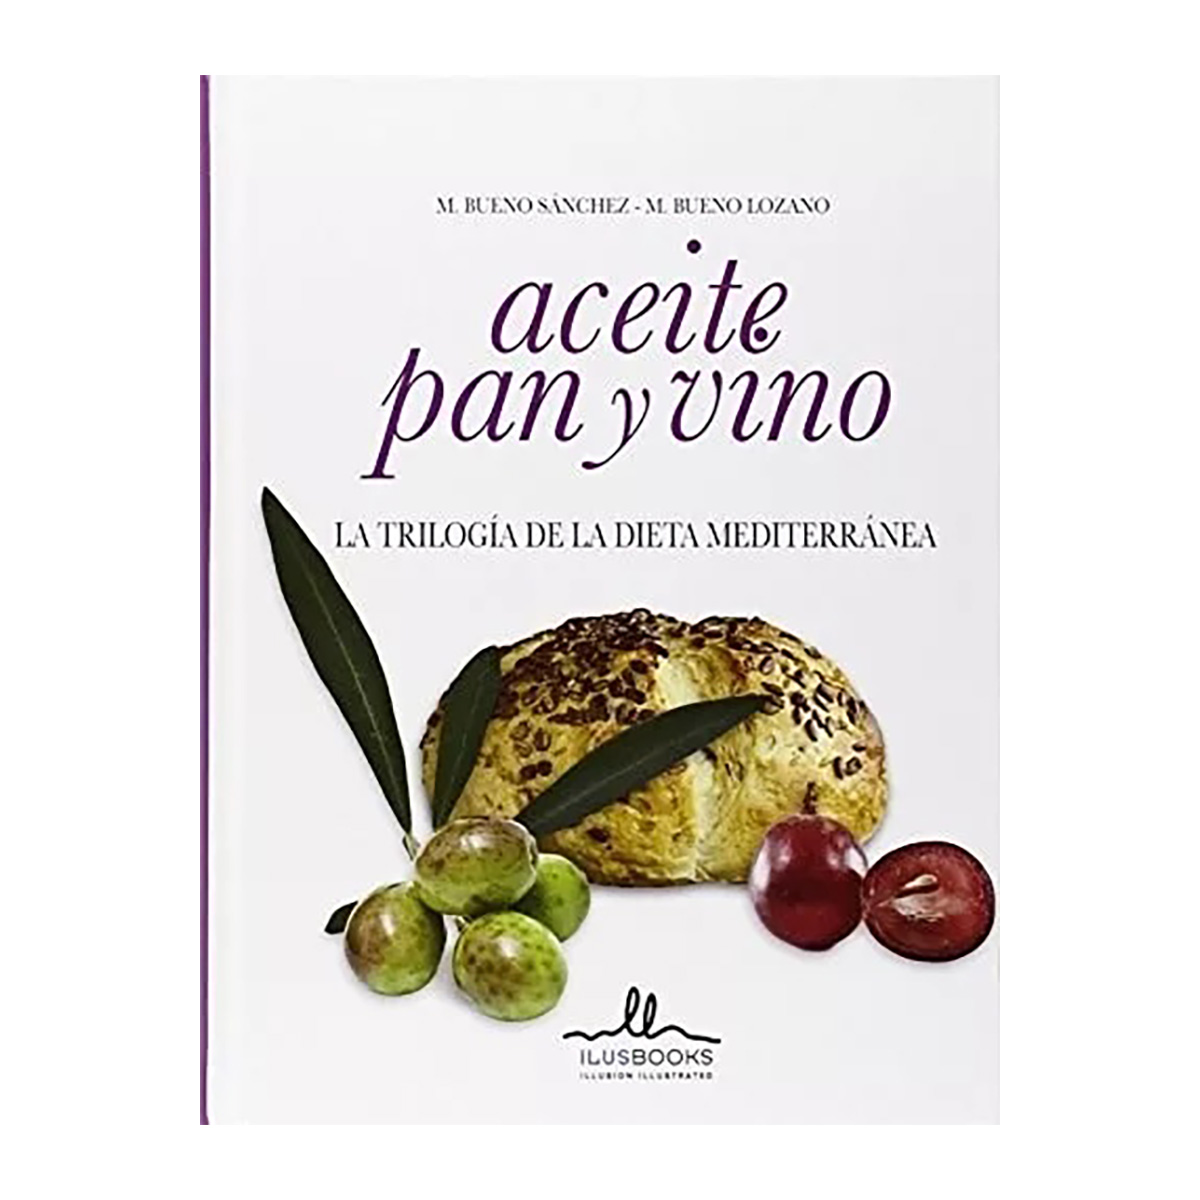 M. BUENO SÁNCHEZ - M. BUENO LOZANO
aceite
pan y vino
LA TRILOGÍA DE LA DIETA MEDITERRÁNEA
ILUSBOOKS
ILLUSION ILLUSTRATED